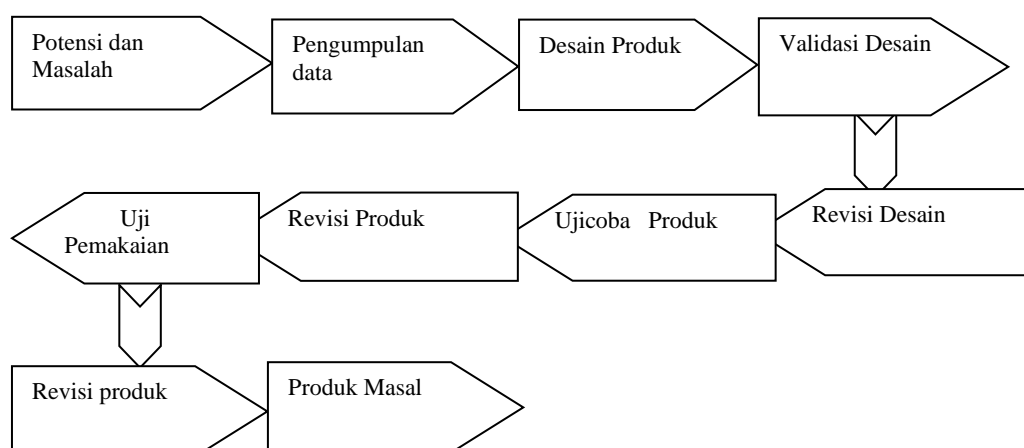 Potensi dan
Masalah
Pengumpulan
data
Desain Produk
Validasi Desain
Revisi Desain
Ujicoba Produk
Revisi Produk
Uji
Pemakaian
Revisi produk
Produk Masal